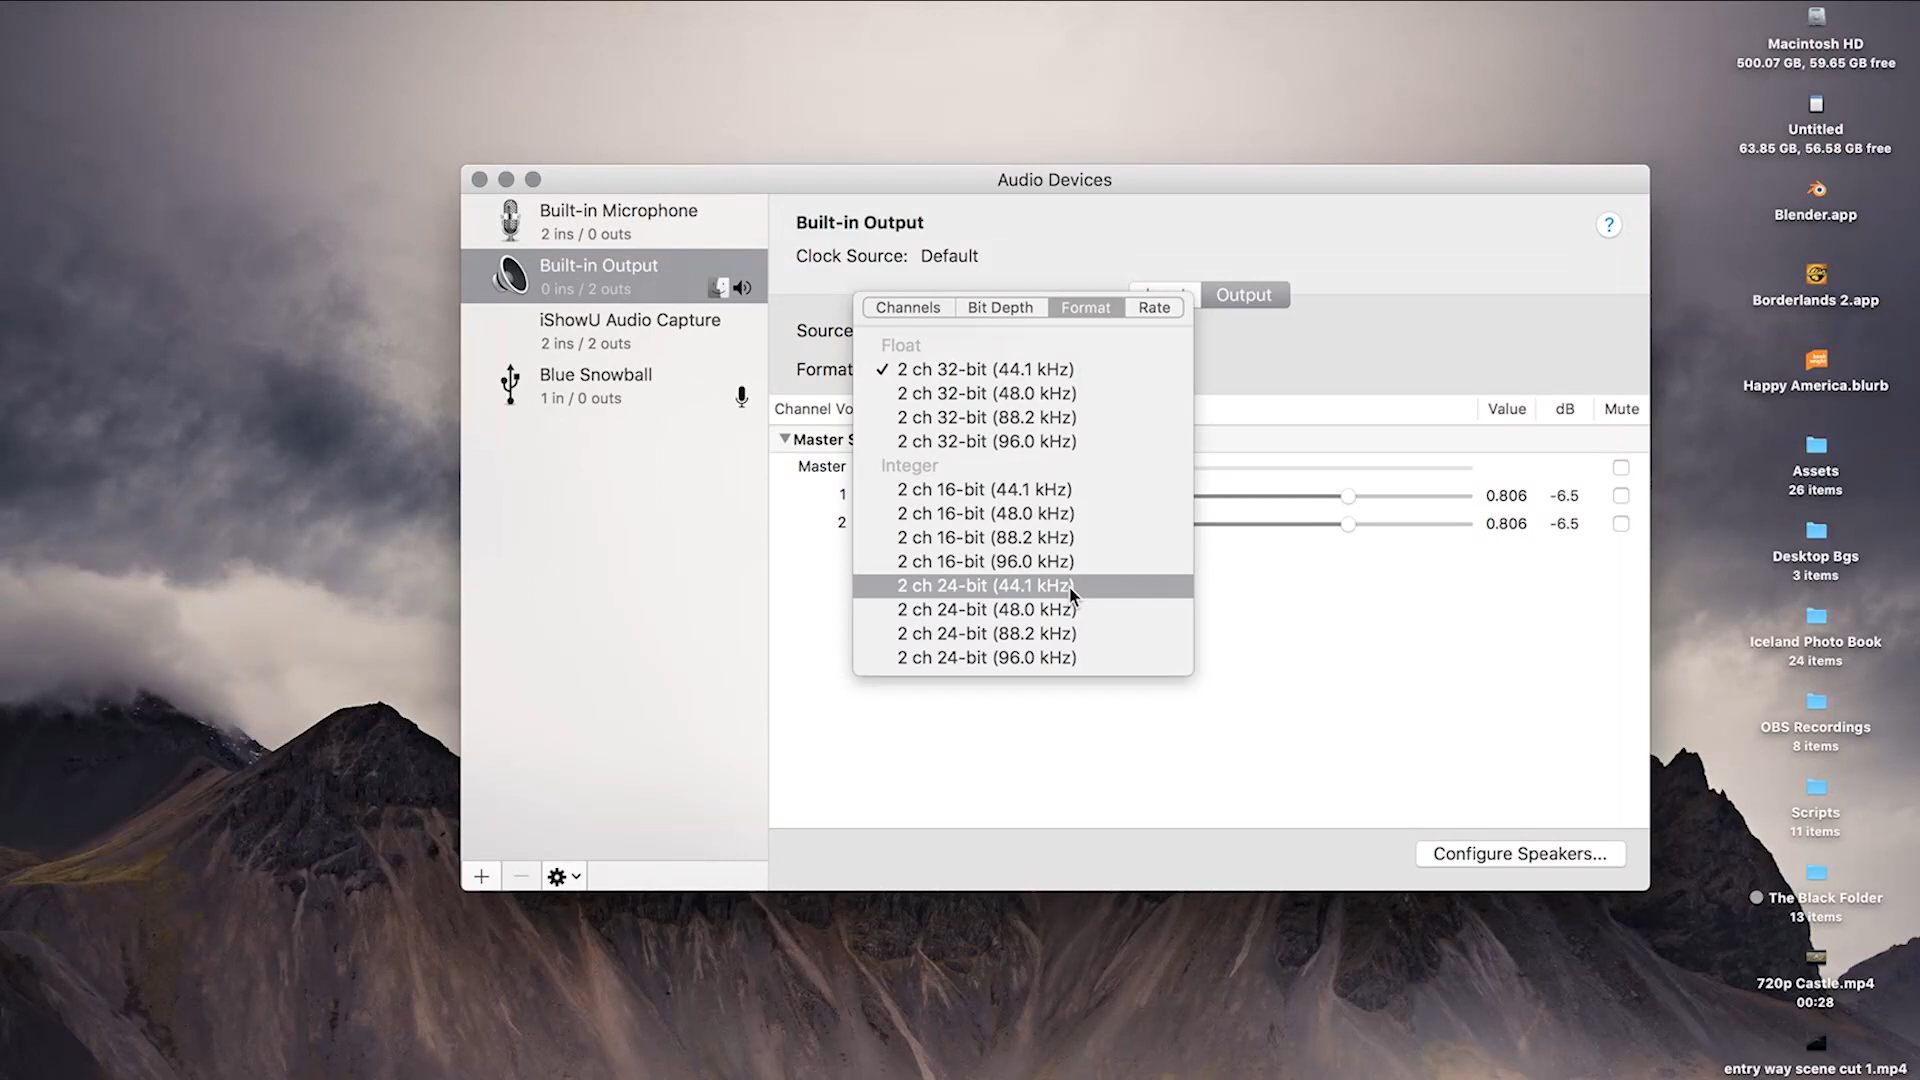 Audio Devices
Built-in Microphone
2 ins / 0 outs
Built-in Output
0 ins / 2 outs
iShowU Audio Capture
2 ins / 2 outs
Blue Snowball
1 in / 0 outs
Built-in Output
?
Clock Source: Default
Output
Source
Format
Channels
Bit Depth
Format
Rate
Float
✓ 2 ch 32-bit (44.1 kHz)
2 ch 32-bit (48.0 kHz)
2 ch 32-bit (88.2 kHz)
2 ch 32-bit (96.0 kHz)
Integer
2 ch 16-bit (44.1 kHz)
2 ch 16-bit (48.0 kHz)
2 ch 16-bit (88.2 kHz)
2 ch 16-bit (96.0 kHz)
2 ch 24-bit (44.1 kHz)
2 ch 24-bit (48.0 kHz)
2 ch 24-bit (88.2 kHz)
2 ch 24-bit (96.0 kHz)
Channel Vo
Value
dB
Mute
Master S
Master
1
0.806
-6.5
2
0.806
-6.5
Configure Speakers...
Macintosh HD
500.07 GB, 59.65 GB free
Untitled
63.85 GB, 56.58 GB free
Blender.app
Borderlands 2.app
Happy America.blurb
Assets
26 items
Desktop Bgs
3 items
Iceland Photo Book
24 items
OBS Recordings
8 items
Scripts
11 items
The Black Folder
13 items
720p Castle.mp4
00:28
entry way scene cut 1.mp4